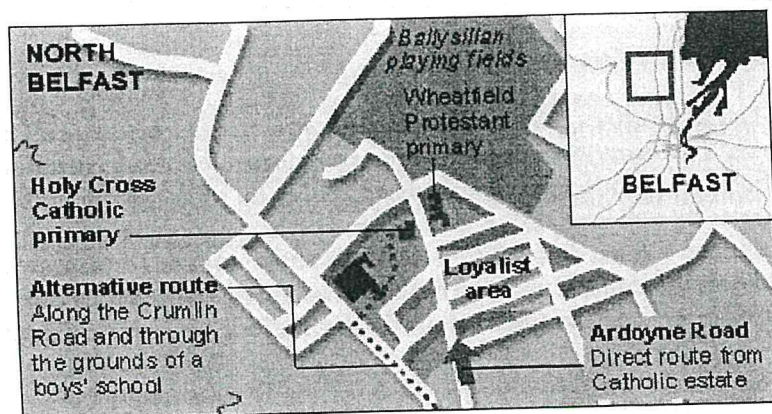 NORTH
BELFAST
Ballysillan
playing fields
Wheatfield
Protestant
primary
BELFAST
Holy Cross
Catholic
primary
Loyalist
area
Alternative route
Along the Crumlin
Road and through
the grounds of a
boys' school
Ardoyne Road
Direct route from
Catholic estate